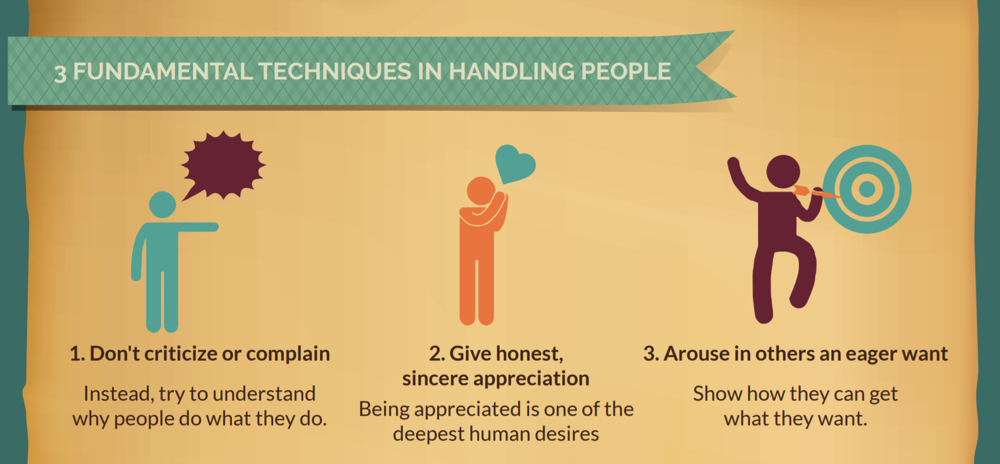 3 FUNDAMENTAL TECHNIQUES IN HANDLING PEOPLE
1. Don't criticize or complain
Instead, try to understand
why people do what they do.
2. Give honest,
sincere appreciation
Being appreciated is one of the
deepest human desires
3. Arouse in others an eager want
Show how they can get
what they want.